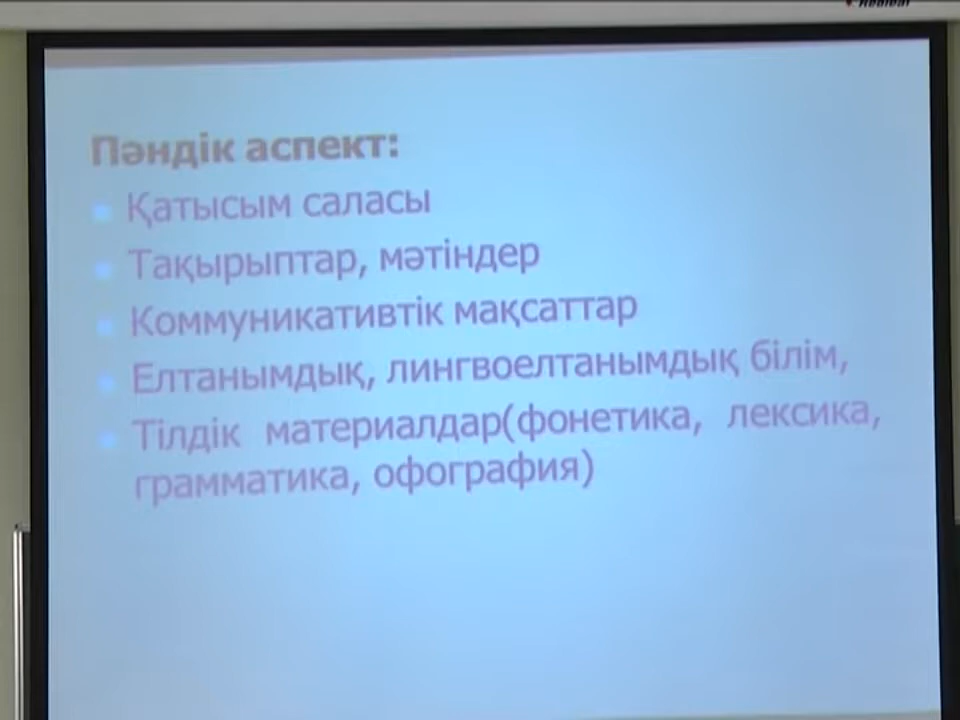 Пәндік аспект:
Қатысым саласы
Тақырыптар, мәтіндер
Коммуникативтік мақсаттар
Елтанымдық, лингвоелтанымдық білім,
Тілдік материалдар(фонетика, лексика,
грамматика, офография)